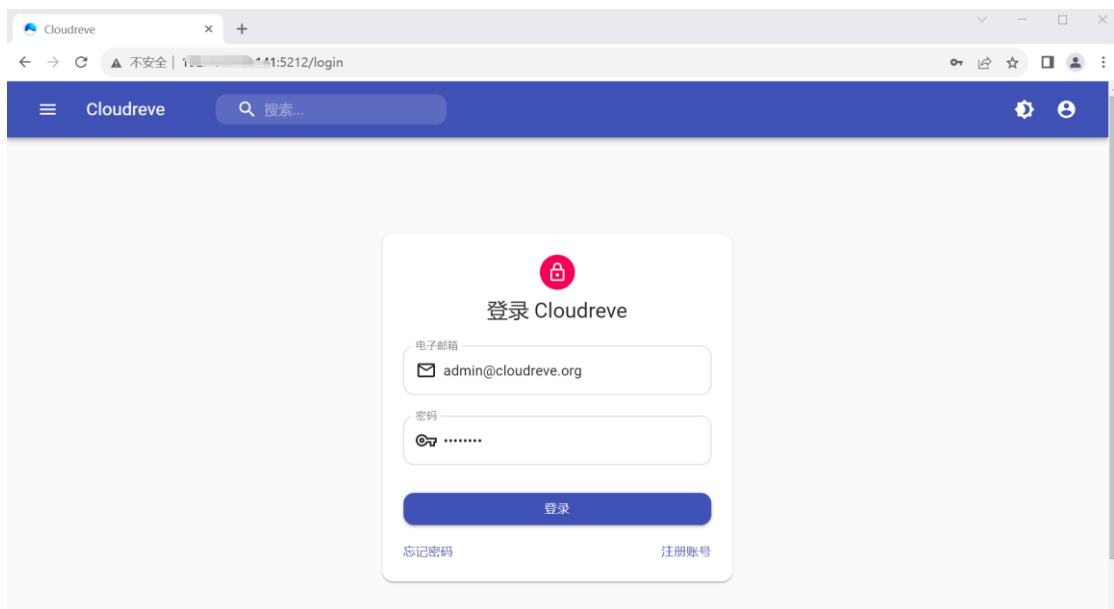 Cloudreve
不安全 | 141:5212/login
Cloudreve
搜索...
登录 Cloudreve
电子邮箱
admin@cloudreve.org
密码
登录
忘记密码 注册账号